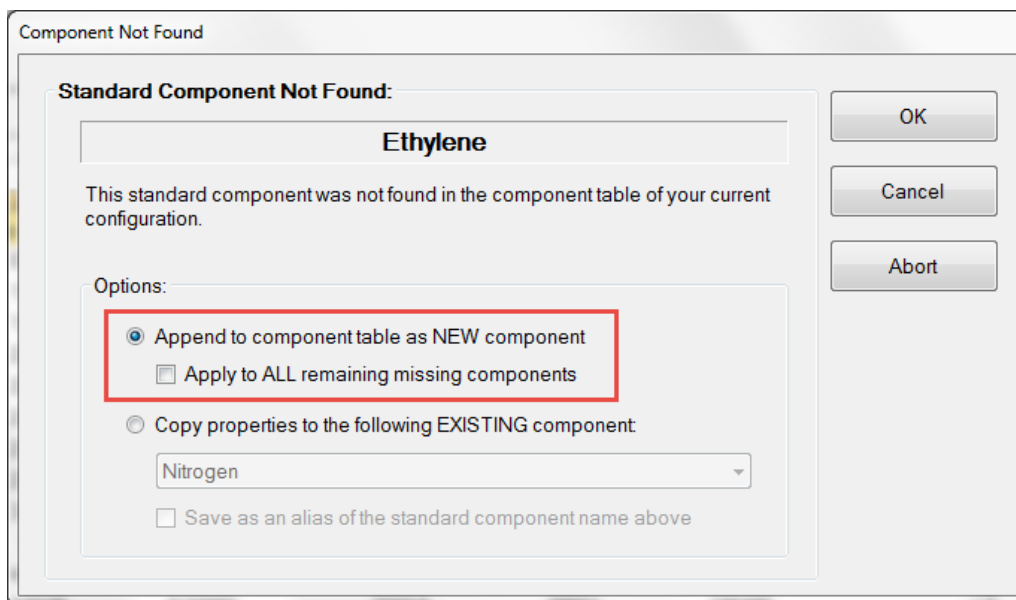 Component Not Found
Standard Component Not Found:
OK
Ethylene
This standard component was not found in the component table of your current
configuration.
Cancel
Abort
Options:
Append to component table as NEW component
Apply to ALL remaining missing components
Copy properties to the following EXISTING component:
Nitrogen
Save as an alias of the standard component name above